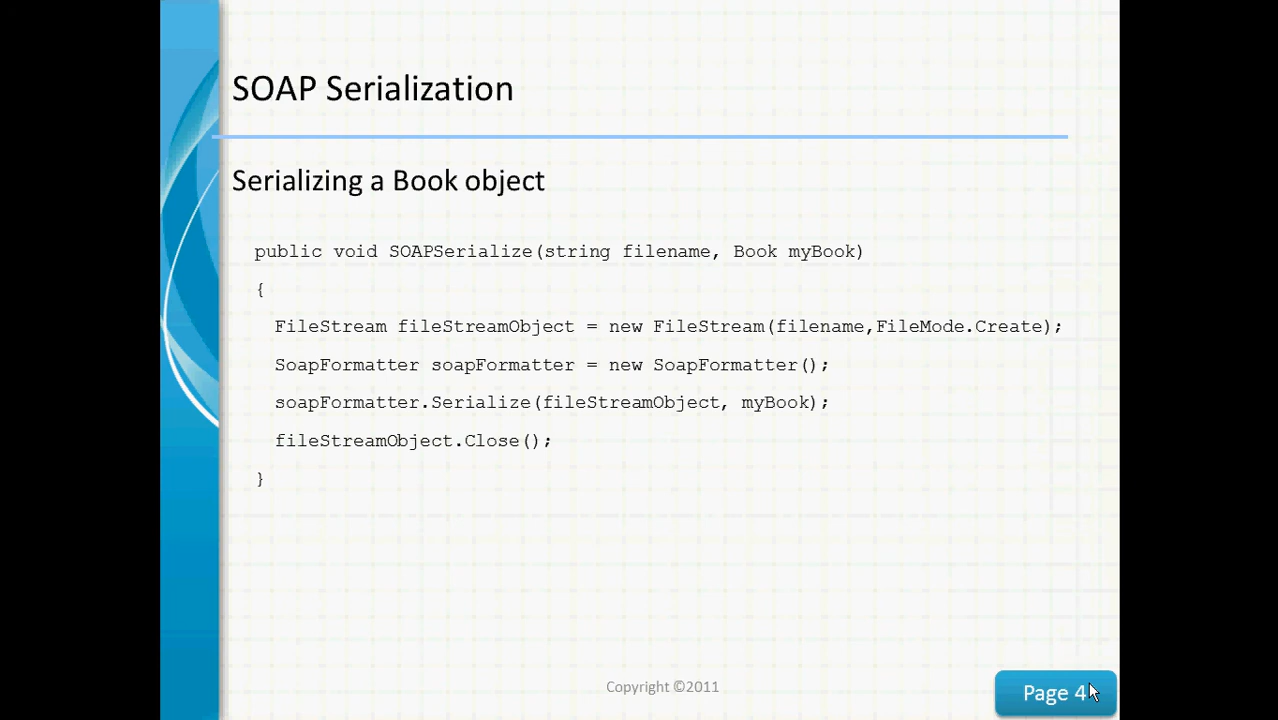 SOAP Serialization
Serializing a Book object
public void SOAPSerialize(string filename, Book myBook)
{
FileStream fileStreamObject = new FileStream(filename,FileMode.Create);
SoapFormatter soapFormatter = new SoapFormatter();
soapFormatter.Serialize(fileStreamObject, myBook);
fileStreamObject.Close();
}
Copyright ©2011
Page 4